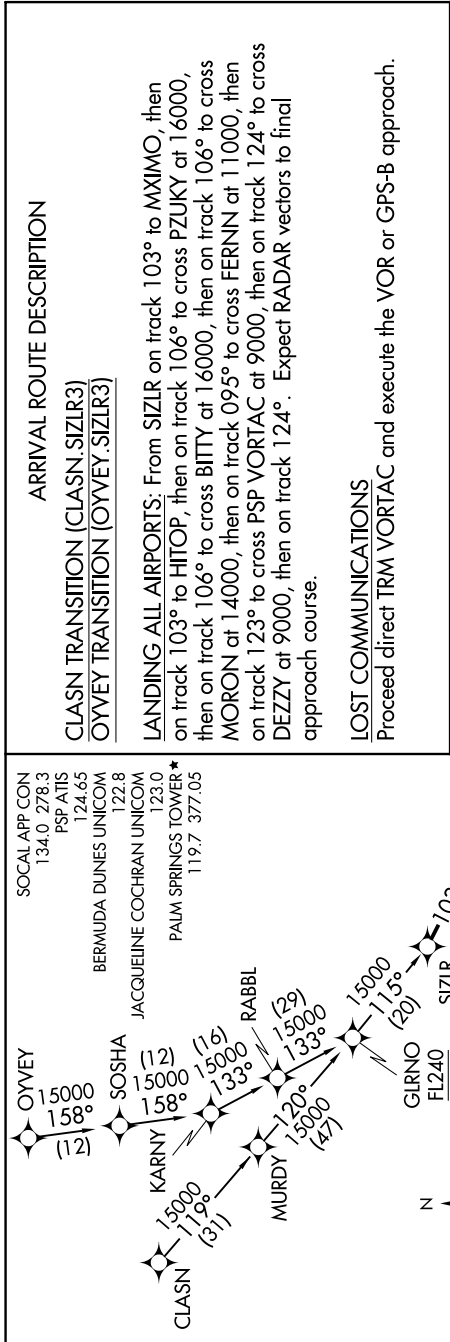 ARRIVAL ROUTE DESCRIPTION
CLASN TRANSITION (CLASN.SIZLR3)
OYVEY TRANSITION (OYVEY.SIZLR3)
LANDING ALL AIRPORTS: From SIZLR on track 103° to MXIMO, then
on track 103° to HITOP, then on track 106° to cross PZUKY at 16000,
then on track 106° to cross BITTY at 16000, then on track 106° to cross
MORON at 14000, then on track 095° to cross FERNN at 11000, then
on track 123° to cross PSP VORTAC at 9000, then on track 124° to cross
DEZZY at 9000, then on track 124°. Expect RADAR vectors to final
approach course.
LOST COMMUNICATIONS
Proceed direct TRM VORTAC and execute the VOR or GPS-B approach.
SOCAL APP CON
134.0 278.3
PSP ATIS
124.65
BERMUDA DUNES UNICOM
122.8
JACQUELINE COCHRAN UNICOM
123.0
PALM SPRINGS TOWER★
119.7 377.05
OYVEY
15000
158°
(12)
SOSHA
15000
158°
(12)
KARNY
15000
133°
(16)
RABBL
15000
133°
(29)
CLASN
15000
119°
(31)
MURDY
120°
15000
(47)
GLRNO
FL240
15000
115°
(20)
SIZLR
N